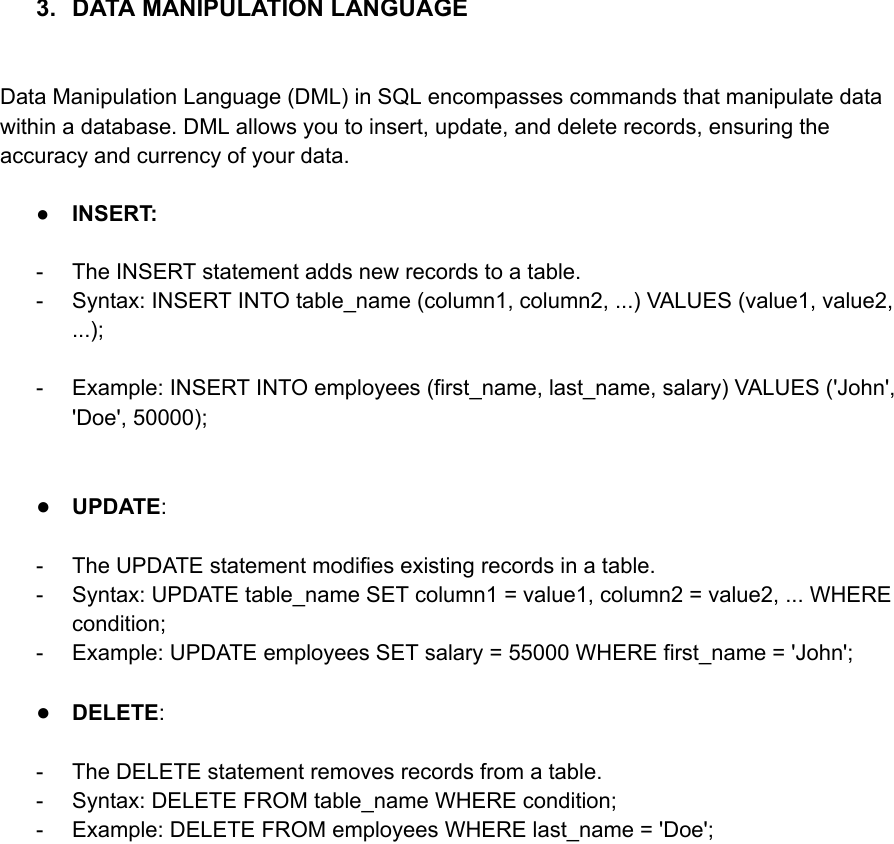 3. DATA MANIPULATION LANGUAGE
Data Manipulation Language (DML) in SQL encompasses commands that manipulate data
within a database. DML allows you to insert, update, and delete records, ensuring the
accuracy and currency of your data.
● INSERT:
- The INSERT statement adds new records to a table.
- Syntax: INSERT INTO table_name (column1, column2, ...) VALUES (value1, value2,
...);
- Example: INSERT INTO employees (first_name, last_name, salary) VALUES ('John',
'Doe', 50000);
● UPDATE:
- The UPDATE statement modifies existing records in a table.
- Syntax: UPDATE table_name SET column1 = value1, column2 = value2, ... WHERE
condition;
- Example: UPDATE employees SET salary = 55000 WHERE first_name = 'John';
● DELETE:
- The DELETE statement removes records from a table.
- Syntax: DELETE FROM table_name WHERE condition;
- Example: DELETE FROM employees WHERE last_name = 'Doe';